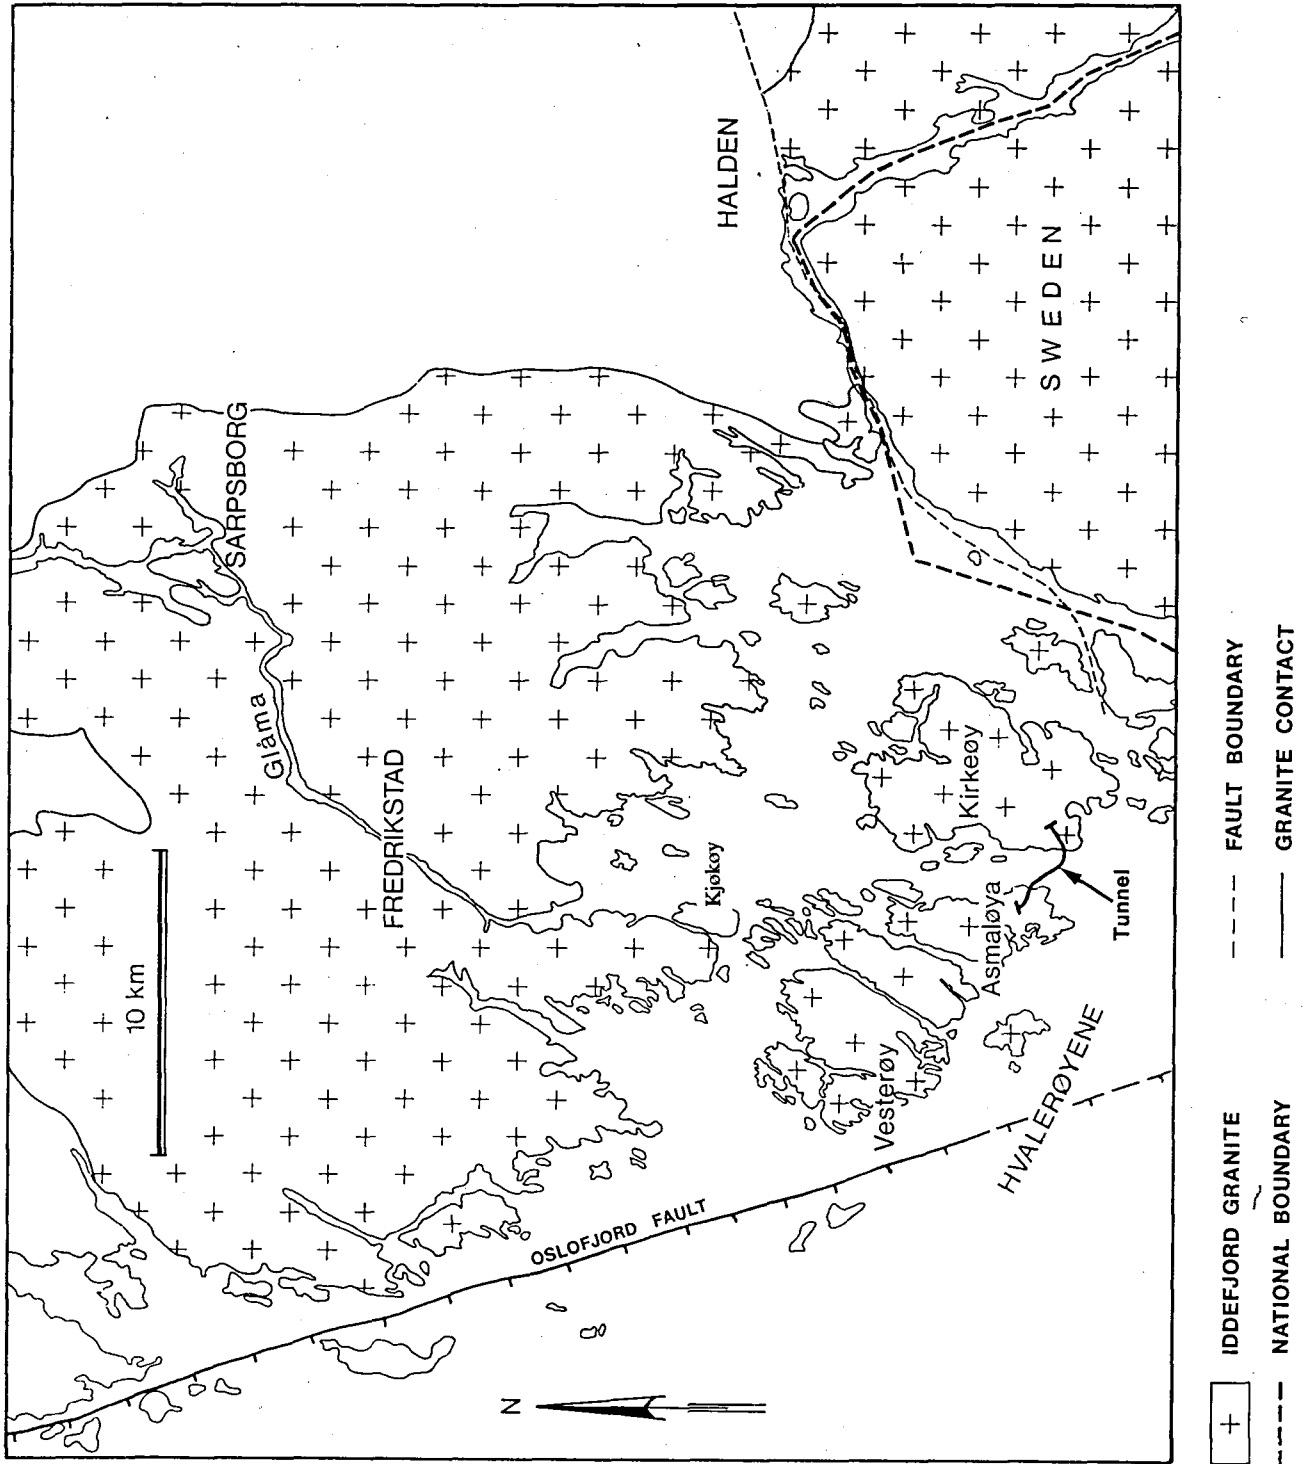 HALDEN
SARPSBORG
SWEDEN
Glåma
FREDRIKSTAD
Kirkeøy
Kjøkøy
10 km
Asmaløya
Tunnel
Vesterøy
HVALERØYENE
OSLOFJORD FAULT
N
IDDEFJORD GRANITE
FAULT BOUNDARY
NATIONAL BOUNDARY
GRANITE CONTACT